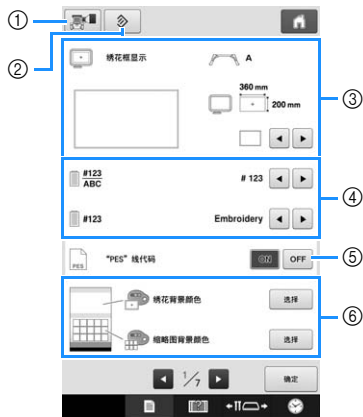 ①
②
绣花框显示
A
360 mm
200 mm
③
#123
ABC
# 123
④
#123
Embroidery
PES
"PES" 线代码
ON
OFF
⑤
绣花背景颜色
选择
⑥
缩略图背景颜色
选择
1/7
确定